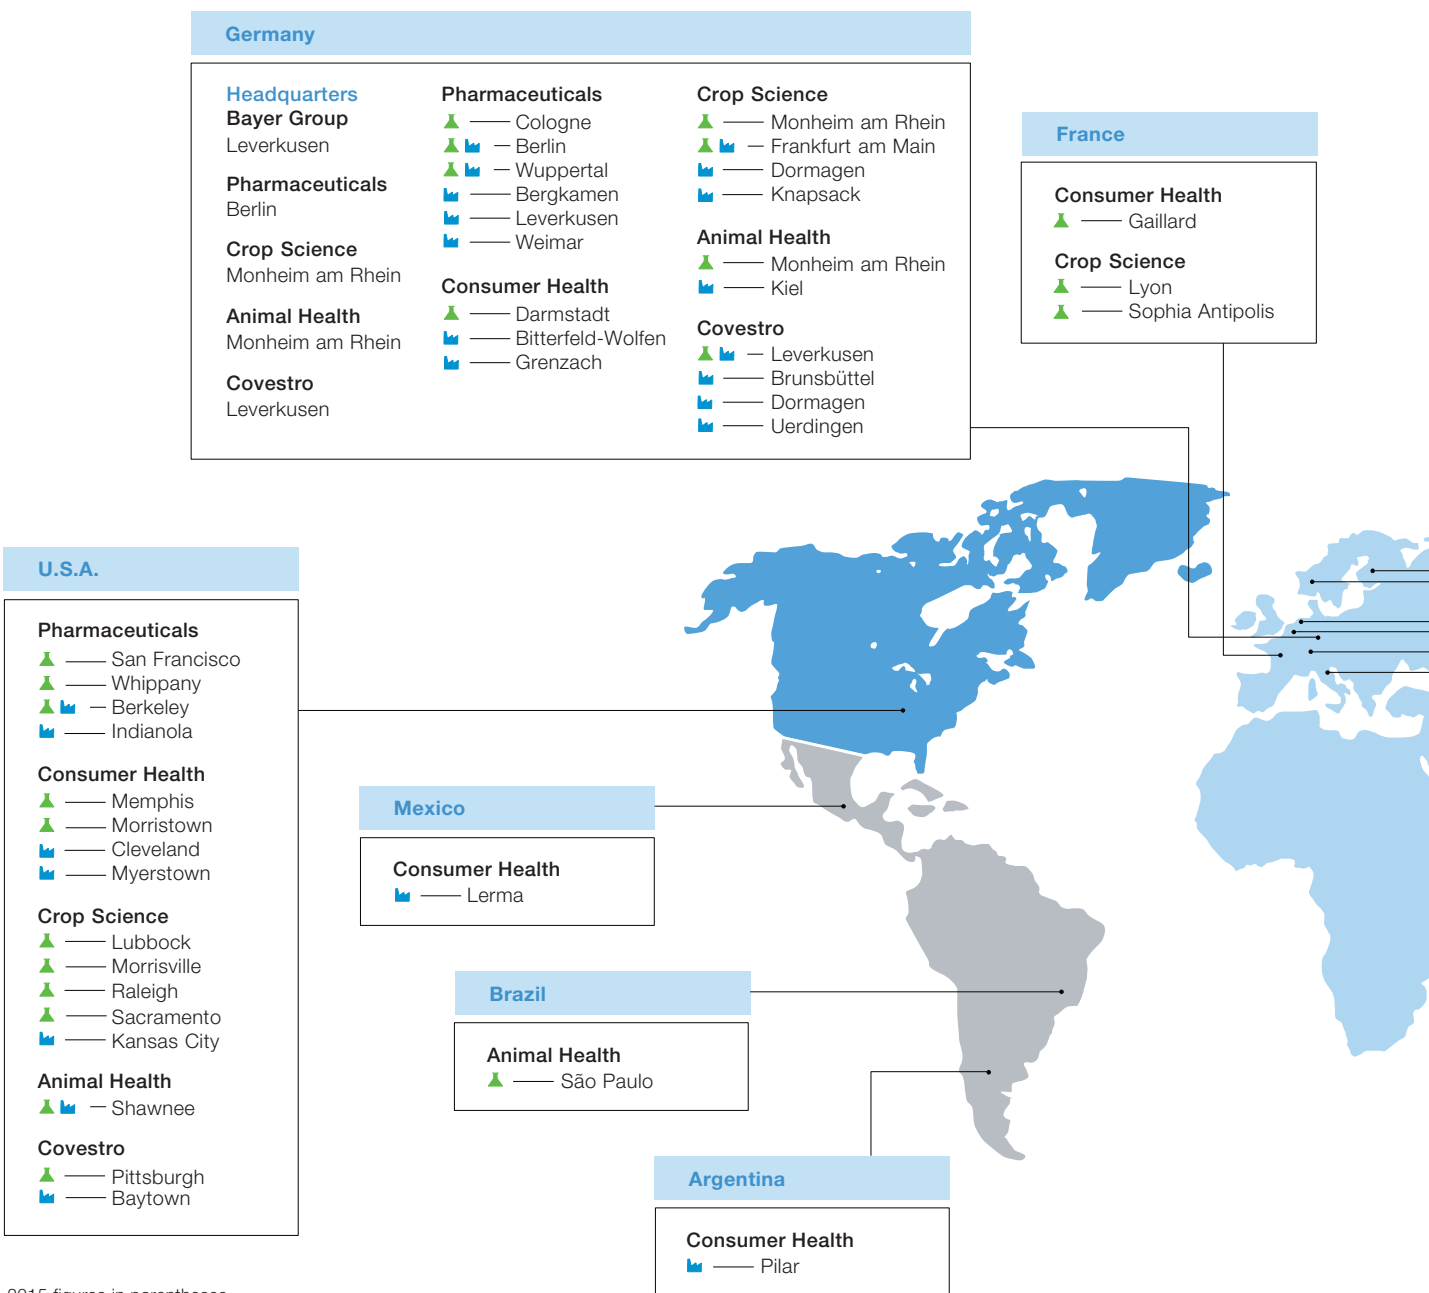 Germany
Headquarters
Bayer Group
Leverkusen
Pharmaceuticals
Berlin
Crop Science
Monheim am Rhein
Animal Health
Monheim am Rhein
Covestro
Leverkusen
Pharmaceuticals
Cologne
Berlin
Wuppertal
Bergkamen
Leverkusen
Weimar
Consumer Health
Darmstadt
Bitterfeld-Wolfen
Grenzach
Crop Science
Monheim am Rhein
Frankfurt am Main
Dormagen
Knapsack
Animal Health
Monheim am Rhein
Kiel
Covestro
Leverkusen
Brunsbüttel
Dormagen
Uerdingen
France
Consumer Health
Gaillard
Crop Science
Lyon
Sophia Antipolis
U.S.A.
Pharmaceuticals
San Francisco
Whippany
Berkeley
Indianola
Consumer Health
Memphis
Morristown
Cleveland
Myerstown
Crop Science
Lubbock
Morrisville
Raleigh
Sacramento
Kansas City
Animal Health
Shawnee
Covestro
Pittsburgh
Baytown
Mexico
Consumer Health
Lerma
Brazil
Animal Health
São Paulo
Argentina
Consumer Health
Pilar
2015 figures in parentheses